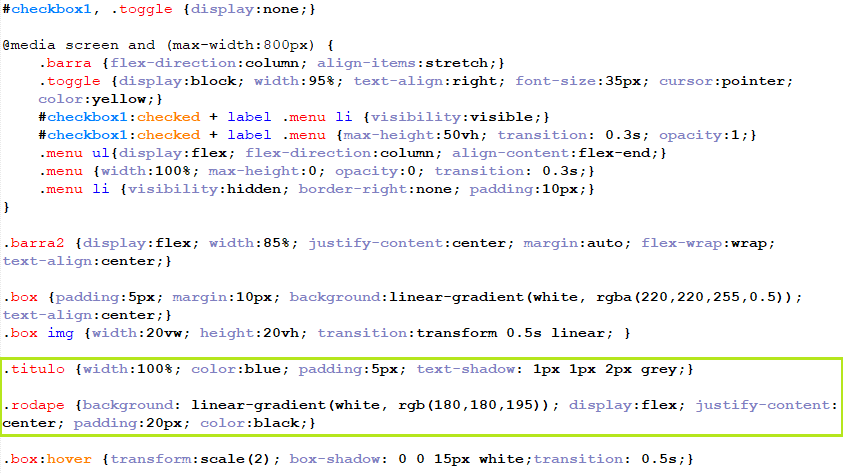 #checkbox1, .toggle {display:none;}
@media screen and (max-width:800px) {
.barra {flex-direction:column; align-items:stretch;}
.toggle {display:block; width:95%; text-align:right; font-size:35px; cursor:pointer;
color:yellow;}
#checkbox1:checked + label .menu li {visibility:visible;}
#checkbox1:checked + label .menu {max-height:50vh; transition: 0.3s; opacity:1;}
.menu ul{display:flex; flex-direction:column; align-content:flex-end;}
.menu {width:100%; max-height:0; opacity:0; transition: 0.3s;}
.menu li {visibility:hidden; border-right:none; padding:10px;}
}
.barra2 {display:flex; width:85%; justify-content:center; margin:auto; flex-wrap:wrap;
text-align:center;}
.box {padding:5px; margin:10px; background:linear-gradient(white, rgba(220,220,255,0.5));
text-align:center;}
.box img {width:20vw; height:20vh; transition:transform 0.5s linear; }
.titulo {width:100%; color:blue; padding:5px; text-shadow: 1px 1px 2px grey;}
.rodape {background: linear-gradient(white, rgb(180,180,195)); display:flex; justify-content:
center; padding:20px; color:black;}
.box:hover {transform:scale(2); box-shadow: 0 0 15px white;transition: 0.5s;}